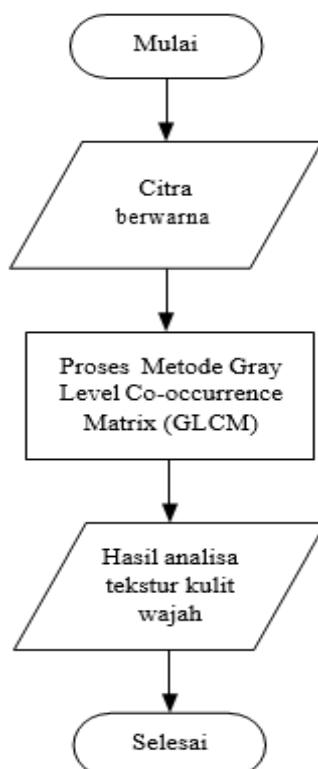 Mulai
Citra
berwarna
Proses Metode Gray
Level Co-occurrence
Matrix (GLCM)
Hasil analisa
tekstur kulit
wajah
Selesai